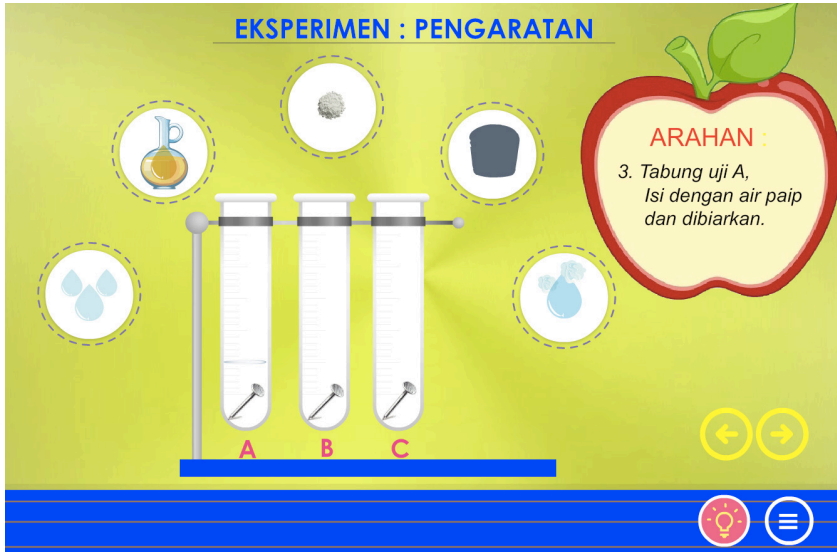 EKSPERIMEN : PENGARATAN
ARAHAN :
3. Tabung uji A,
Isi dengan air paip
dan dibiarkan.
A B C